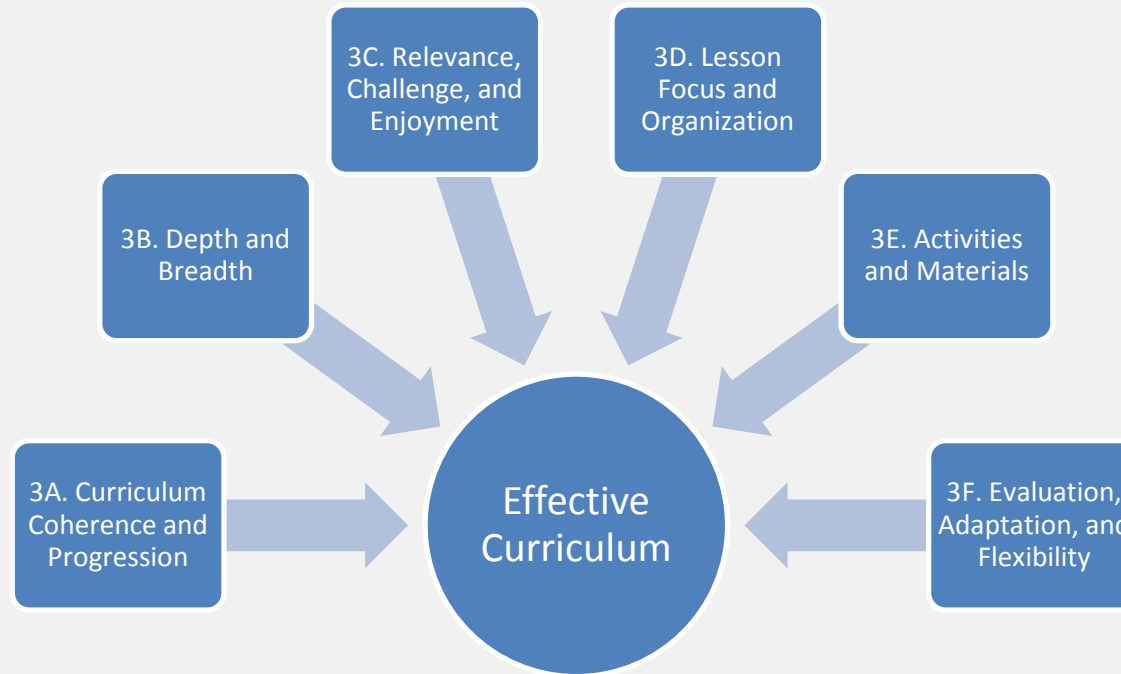 3C. Relevance,
Challenge, and
Enjoyment
3D. Lesson
Focus and
Organization
3B. Depth and
Breadth
3E. Activities
and Materials
3A. Curriculum
Coherence and
Progression
Effective
Curriculum
3F. Evaluation,
Adaptation, and
Flexibility